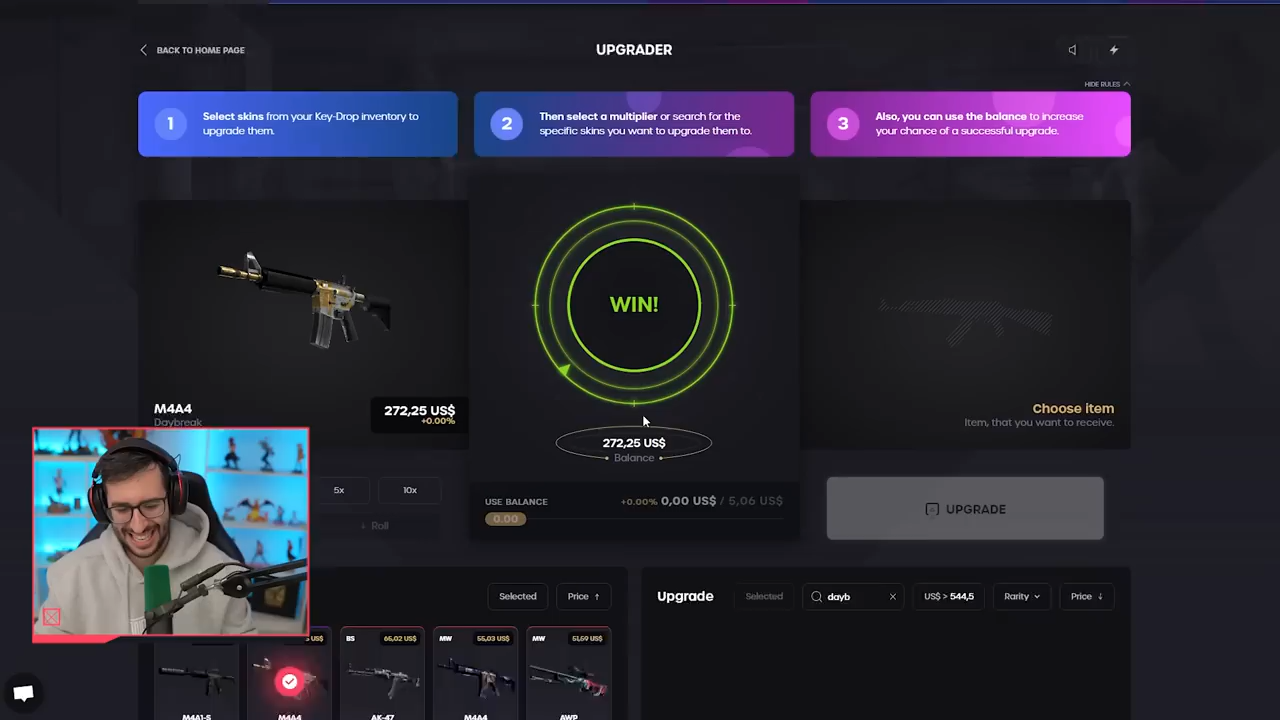 BACK TO HOME PAGE
UPGRADER
HIDE RULES
1
Select skins from your Key-Drop inventory to
upgrade them.
2
Then select a multiplier or search for the
specific skins you want to upgrade them to.
3
Also, you can use the balance to increase
your chance of a successful upgrade.
WIN!
M4A4
Daybreak
272,25 US$
+0.00%
272,25 US$
Balance
Choose item
Item, that you want to receive.
5x
10x
Roll
USE BALANCE
+0.00% 0,00 US$ / 5,06 US$
0.00
UPGRADE
Selected
Price
Upgrade
Selected
dayb
US$ > 544,5
Rarity
Price
US$
BS
65,02 US$
MW
55,03 US$
MW
51,59 US$
M4A1-S
M4A4
AK-47
M4A4
AWP